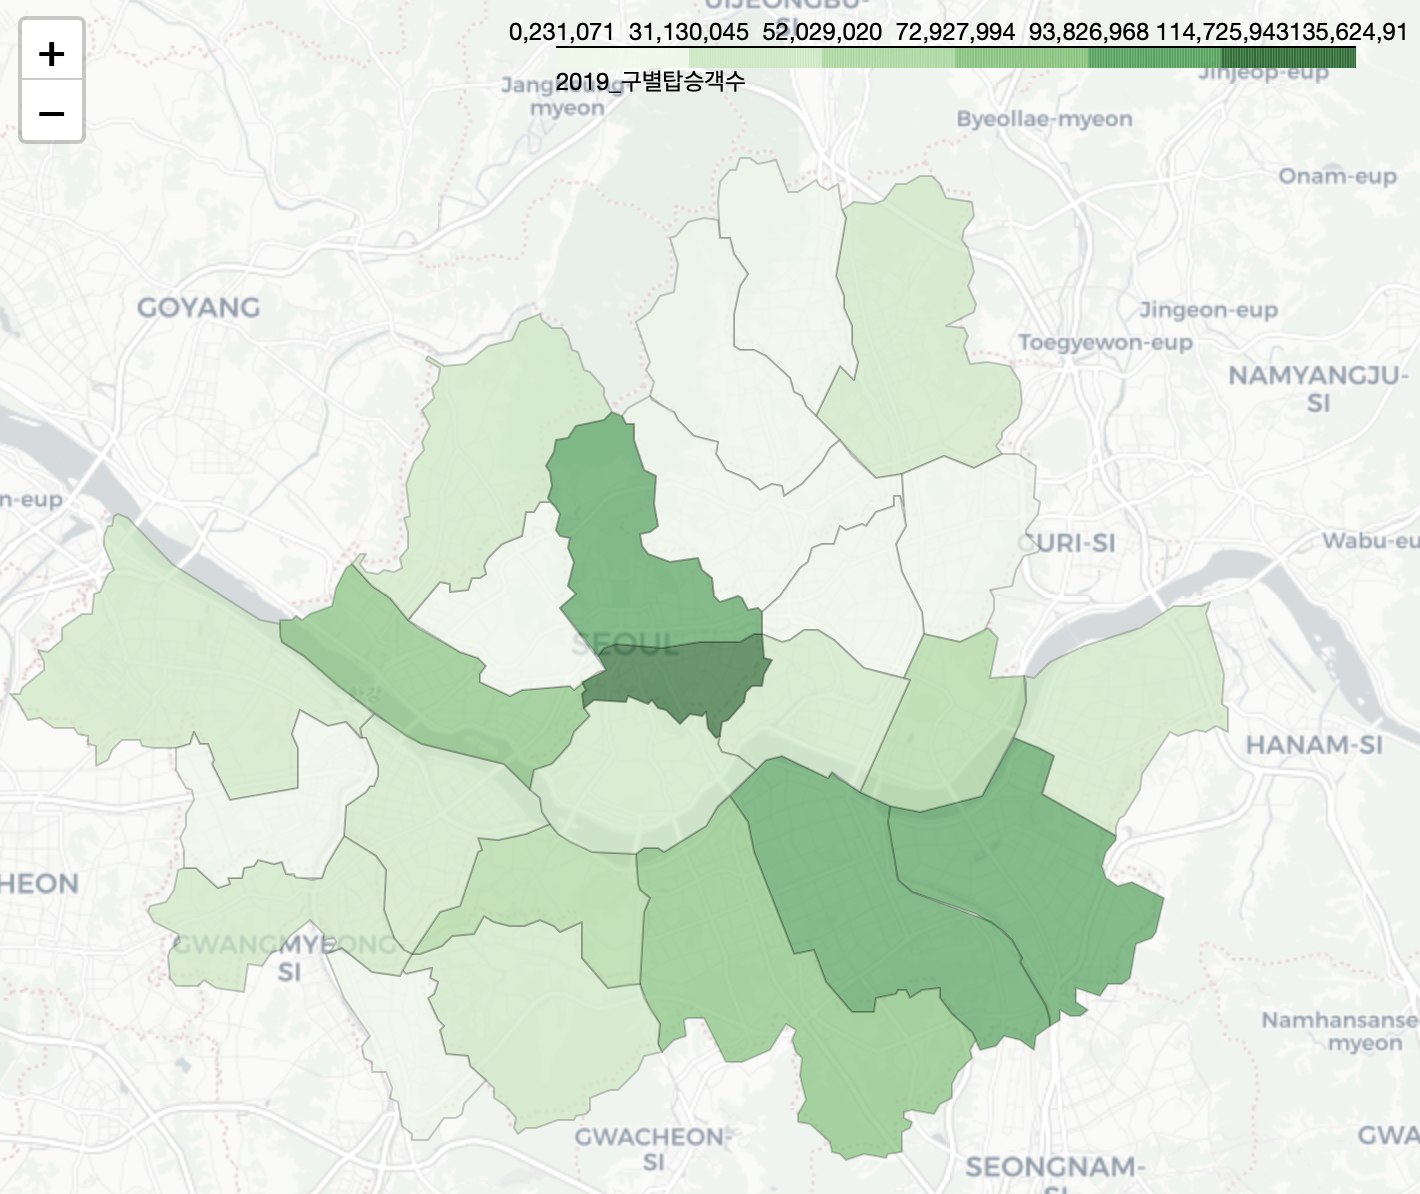 +
−
UIJEONGBU-
SI
0,231,071 31,130,045 52,029,020 72,927,994 93,826,968 114,725,943135,624,91
2019_구별탑승객수
myeon
Jinjeop-eup
Byeollae-myeon
Onam-eup
GOYANG
Jingeon-eup
Toegyewon-eup
NAMYANGJU-
SI
n-eup
GURI-SI
Wabu-eu
SEOUL
한강
HANAM-SI
HEON
GWANGMYEONG-
SI
Namhansanse
myeon
GWACHEON-
SI
GWA
SEONGNAM-
SI